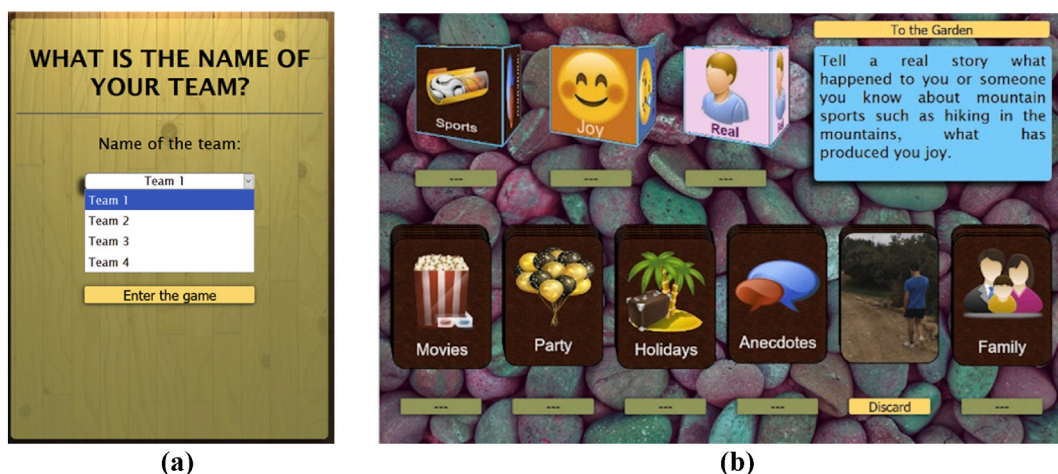 WHAT IS THE NAME OF
YOUR TEAM?
Name of the team:
Team 1
Team 1
Team 2
Team 3
Team 4
Enter the game
(a)
Sports
Joy
Real
---
---
---
To the Garden
Tell a real story what
happened to you or someone
you know about mountain
sports such as hiking in the
mountains, what has
produced you joy.
Movies
Party
Holidays
Anecdotes
Family
---
---
---
---
Discard
---
(b)